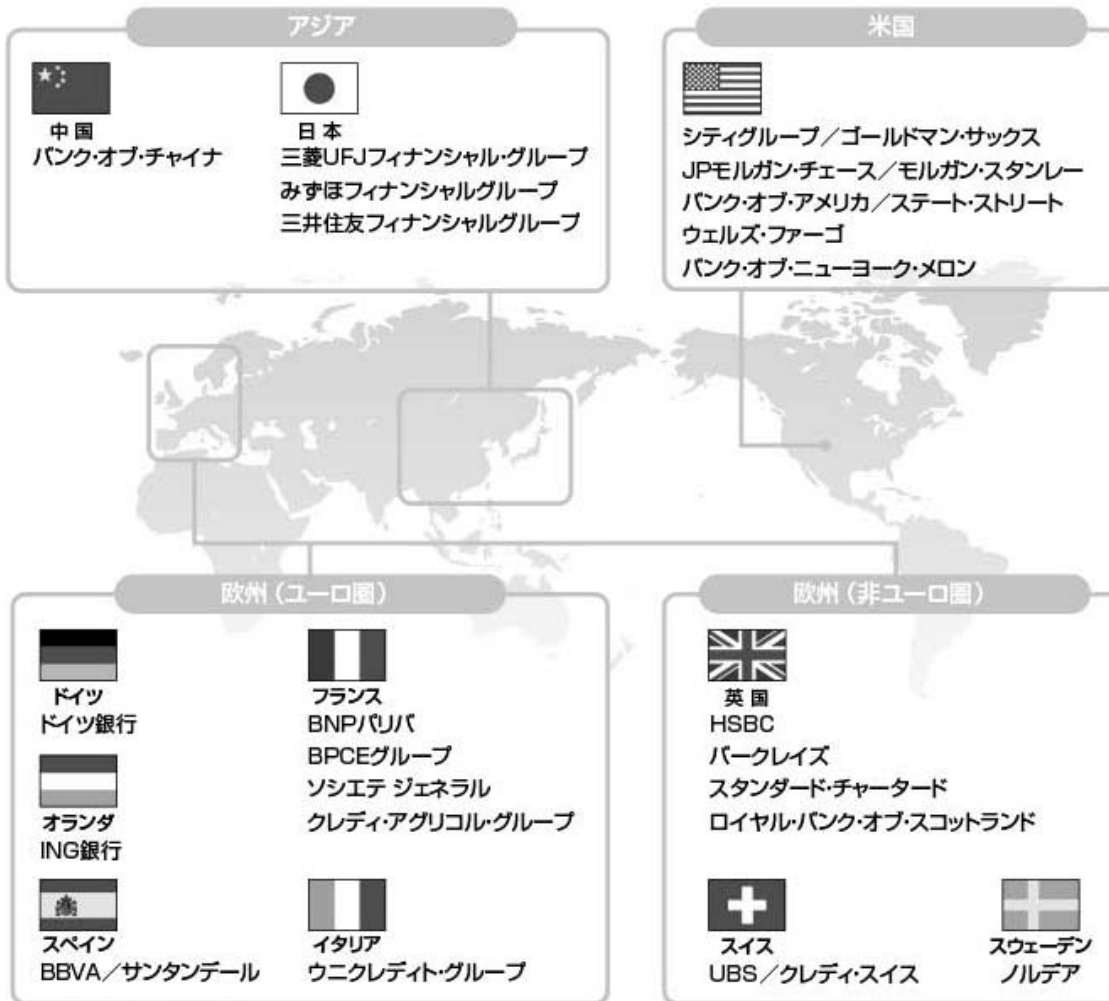 アジア
中国
バンク・オブ・チャイナ
日本
三菱UFJフィナンシャル・グループ
みずほフィナンシャルグループ
三井住友フィナンシャルグループ
米国
シティグループ／ゴールドマン・サックス
JPモルガン・チェース／モルガン・スタンレー
バンク・オブ・アメリカ／ステート・ストリート
ウェルズ・ファーゴ
バンク・オブ・ニューヨーク・メロン
欧州（ユーロ圏）
ドイツ
ドイツ銀行
フランス
BNPパリバ
BPCEグループ
ソシエテ ジェネラル
クレディ・アグリコル・グループ
オランダ
ING銀行
スペイン
BBVA／サンタンデール
イタリア
ウニクレディト・グループ
欧州（非ユーロ圏）
英国
HSBC
バークレイズ
スタンダード・チャータード
ロイヤル・バンク・オブ・スコットランド
スイス
UBS／クレディ・スイス
スウェーデン
ノルデア